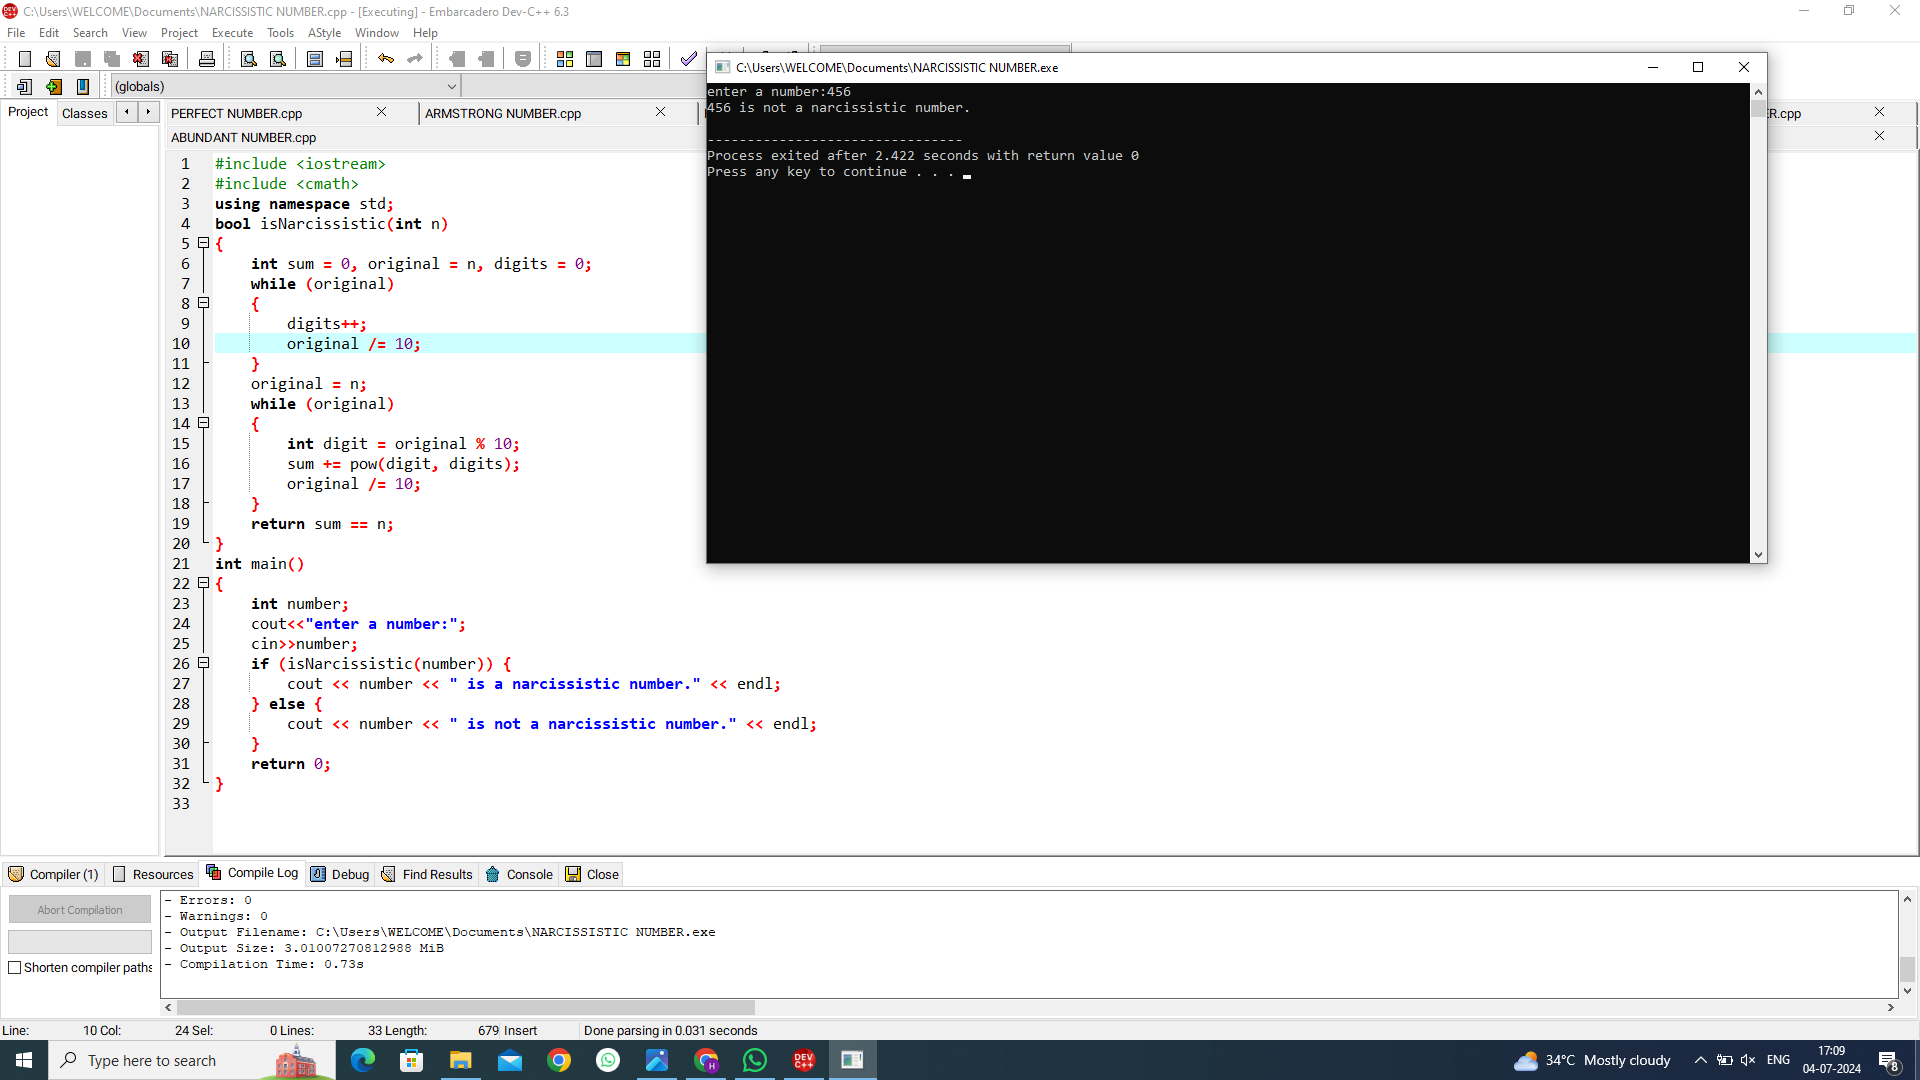 C:\Users\WELCOME\Documents\NARCISSISTIC NUMBER.cpp - [Executing] - Embarcadero Dev-C++ 6.3
File Edit Search View Project Execute Tools AStyle Window Help
(globals)
Project Classes
PERFECT NUMBER.cpp ARMSTRONG NUMBER.cpp ER.cpp
ABUNDANT NUMBER.cpp
1 #include <iostream>
2 #include <cmath>
3 using namespace std;
4 bool isNarcissistic(int n)
5 {
6 int sum = 0, original = n, digits = 0;
7 while (original)
8 {
9 digits++;
10 original /= 10;
11 }
12 original = n;
13 while (original)
14 {
15 int digit = original % 10;
16 sum += pow(digit, digits);
17 original /= 10;
18 }
19 return sum == n;
20 }
21 int main()
22 {
23 int number;
24 cout<<"enter a number:";
25 cin>>number;
26 if (isNarcissistic(number)) {
27 cout << number << " is a narcissistic number." << endl;
28 } else {
29 cout << number << " is not a narcissistic number." << endl;
30 }
31 return 0;
32 }
33
C:\Users\WELCOME\Documents\NARCISSISTIC NUMBER.exe
enter a number:456
456 is not a narcissistic number.
--------------------------------
Process exited after 2.422 seconds with return value 0
Press any key to continue . . .
Compiler (1) Resources Compile Log Debug Find Results Console Close
Abort Compilation
Shorten compiler paths
- Errors: 0
- Warnings: 0
- Output Filename: C:\Users\WELCOME\Documents\NARCISSISTIC NUMBER.exe
- Output Size: 3.01007270812988 MiB
- Compilation Time: 0.73s
Line: 10 Col: 24 Sel: 0 Lines: 33 Length: 679 Insert Done parsing in 0.031 seconds
Type here to search
H
DEV C++
34°C Mostly cloudy
ENG
17:09
04-07-2024
8